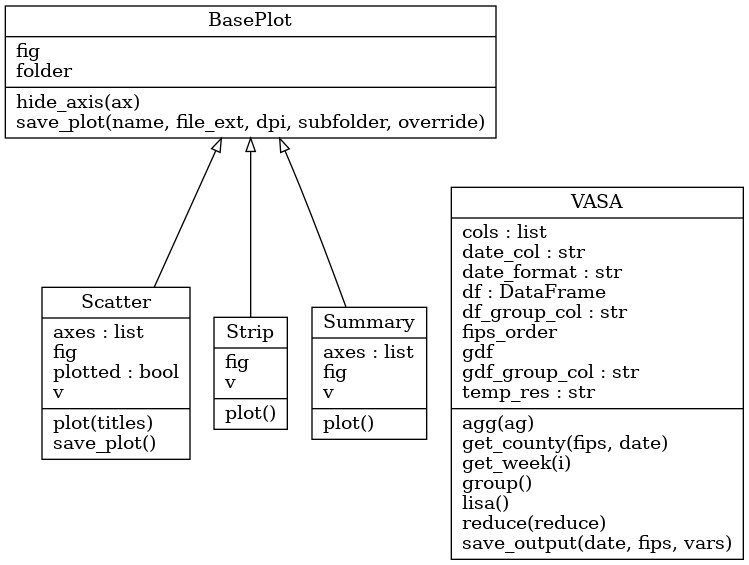 BasePlot
fig
folder
hide_axis(ax)
save_plot(name, file_ext, dpi, subfolder, override)
Scatter
axes : list
fig
plotted : bool
v
plot(titles)
save_plot()
Strip
fig
v
plot()
Summary
axes : list
fig
v
plot()
VASA
cols : list
date_col : str
date_format : str
df : DataFrame
df_group_col : str
fips_order
gdf
gdf_group_col : str
temp_res : str
agg(ag)
get_county(fips, date)
get_week(i)
group()
lisa()
reduce(reduce)
save_output(date, fips, vars)